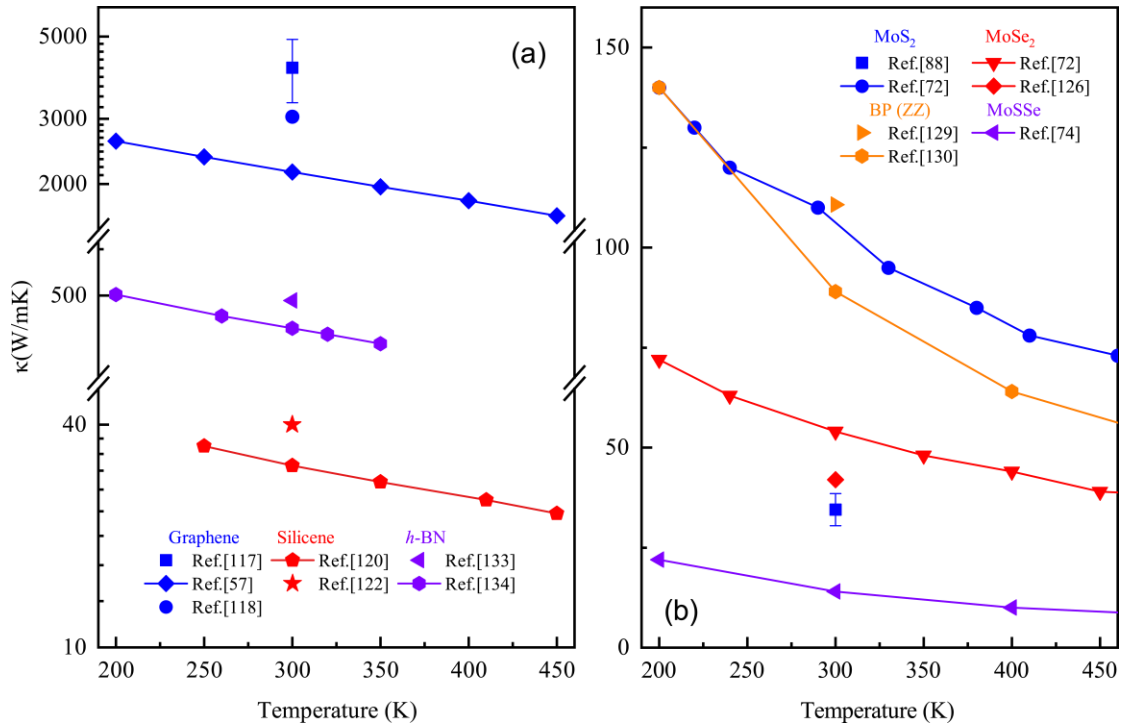 (a)
κ(W/mK)
5000
3000
2000
500
40
10
Graphene
Ref.[117]
Ref.[57]
Ref.[118]
Silicene
Ref.[120]
Ref.[122]
h-BN
Ref.[133]
Ref.[134]
200 250 300 350 400 450
Temperature (K)
150
100
50
0
MoS2
Ref.[88]
Ref.[72]
BP (ZZ)
Ref.[129]
Ref.[130]
MoSe2
Ref.[72]
Ref.[126]
MoSSe
Ref.[74]
(b)
200 250 300 350 400 450
Temperature (K)